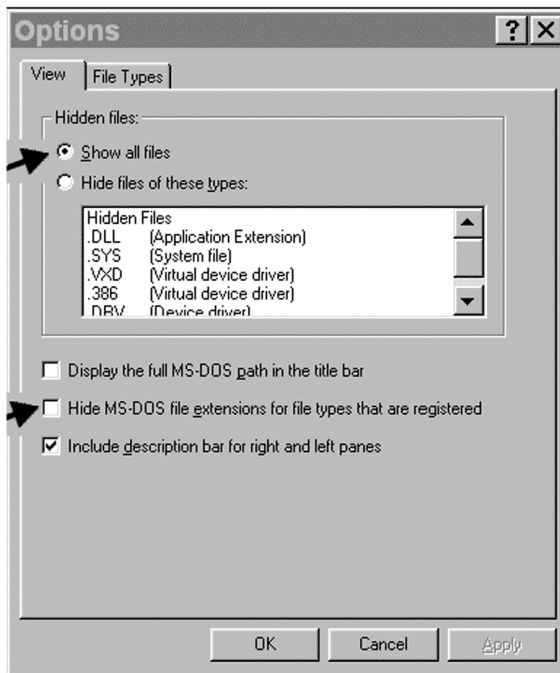 Options
View File Types
Hidden files:
Show all files
Hide files of these types:
Hidden Files
.DLL (Application Extension)
.SYS (System file)
.VXD (Virtual device driver)
.386 (Virtual device driver)
.DRV (Device driver)
Display the full MS-DOS path in the title bar
Hide MS-DOS file extensions for file types that are registered
Include description bar for right and left panes
OK Cancel Apply